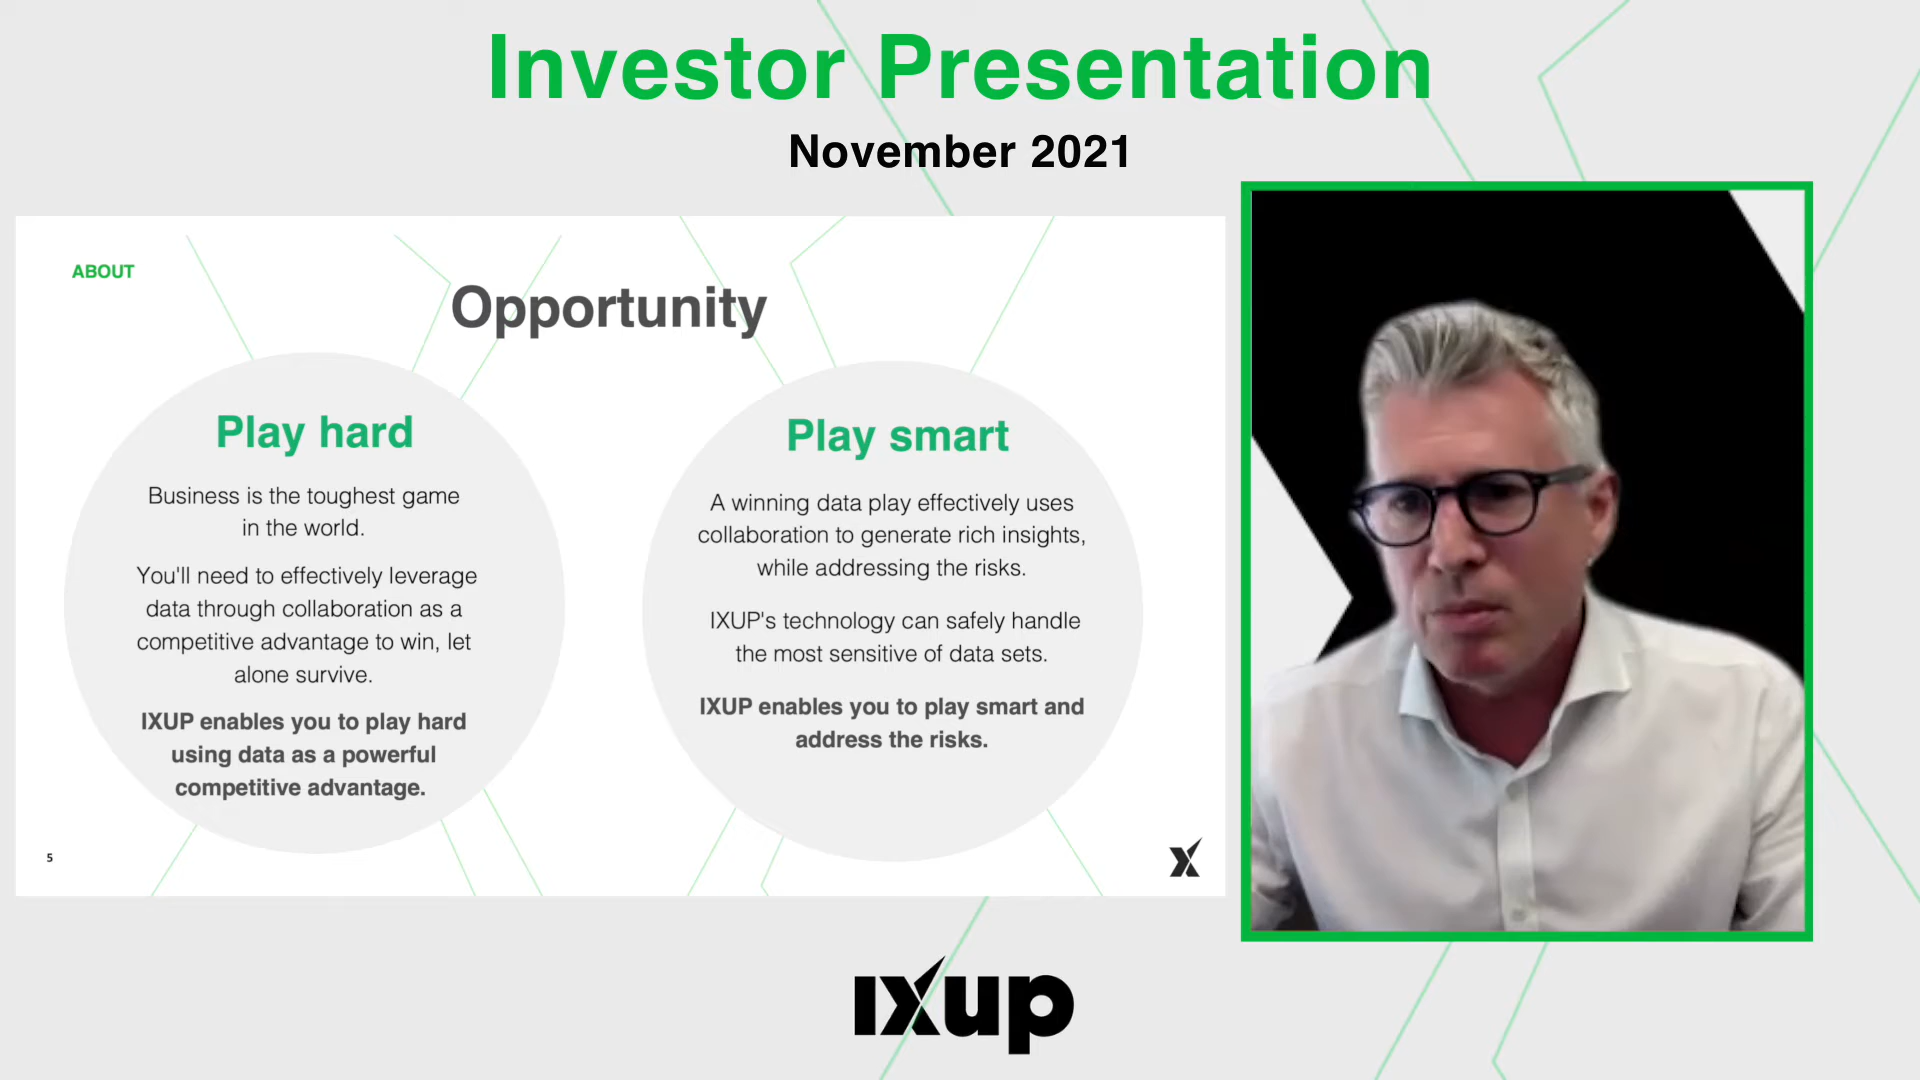 Investor Presentation
November 2021
ABOUT
Opportunity
Play hard
Business is the toughest game
in the world.
You'll need to effectively leverage
data through collaboration as a
competitive advantage to win, let
alone survive.
IXUP enables you to play hard
using data as a powerful
competitive advantage.
Play smart
A winning data play effectively uses
collaboration to generate rich insights,
while addressing the risks.
IXUP's technology can safely handle
the most sensitive of data sets.
IXUP enables you to play smart and
address the risks.
5
IXUP